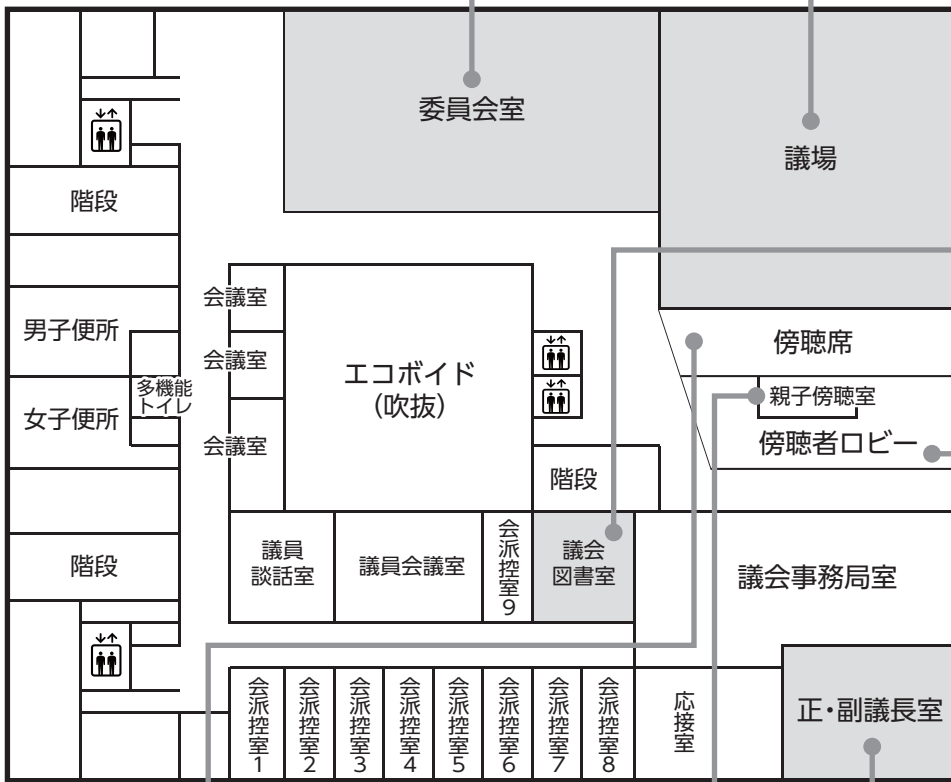 委員会室
議場
階段
会議室
男子便所
会議室
エコボイド
(吹抜)
傍聴席
多機能
トイレ
親子傍聴室
女子便所
会議室
傍聴者ロビー
階段
階段
議員
談話室
議員会議室
会派控室9
議会
図書室
議会事務局室
会派控室1
会派控室2
会派控室3
会派控室4
会派控室5
会派控室6
会派控室7
会派控室8
応接室
正・副議長室